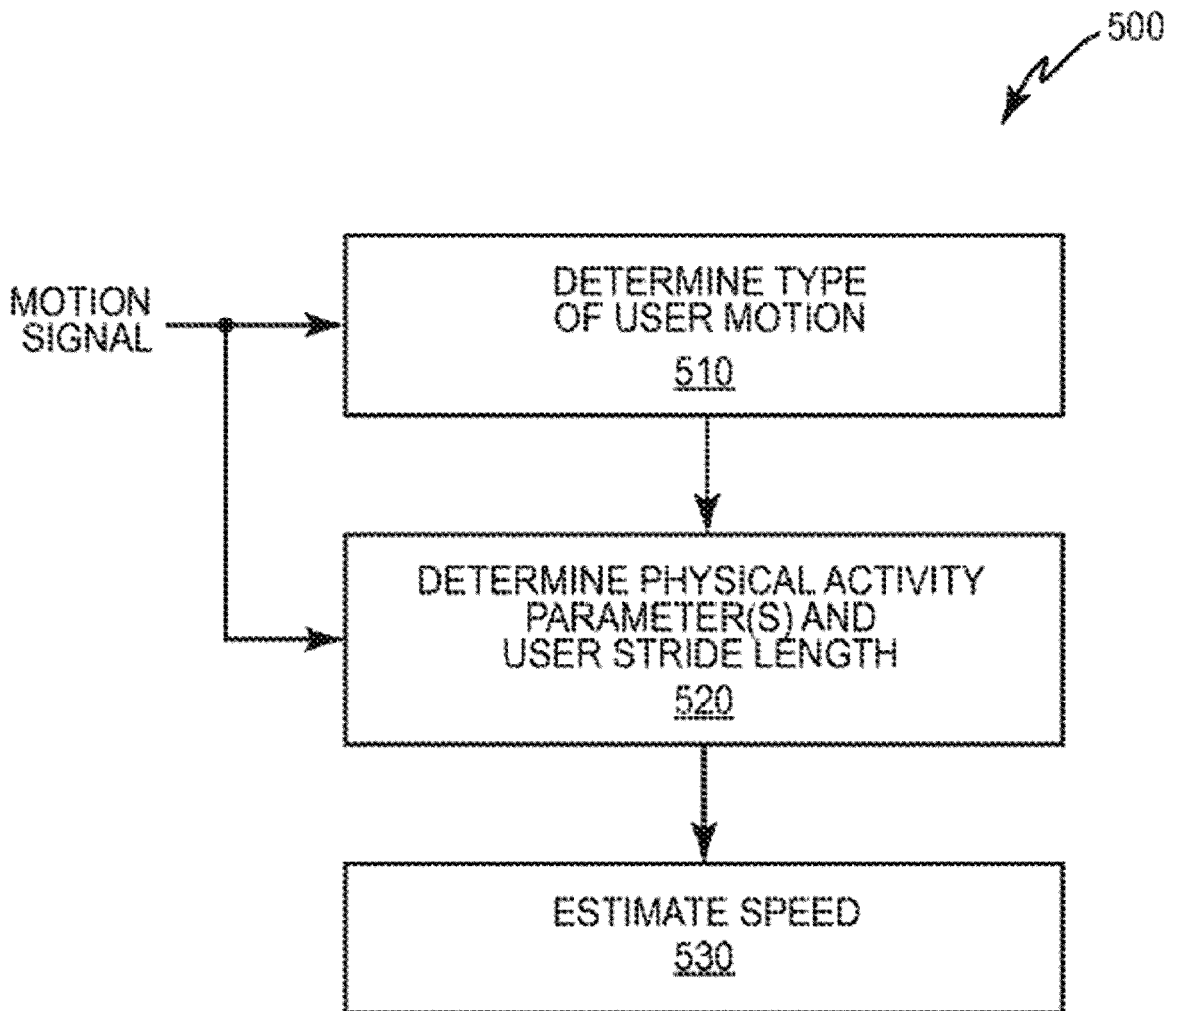 500
DETERMINE TYPE
OF USER MOTION
510
MOTION
SIGNAL
DETERMINE PHYSICAL ACTIVITY
PARAMETER(S) AND
USER STRIDE LENGTH
520
ESTIMATE SPEED
530